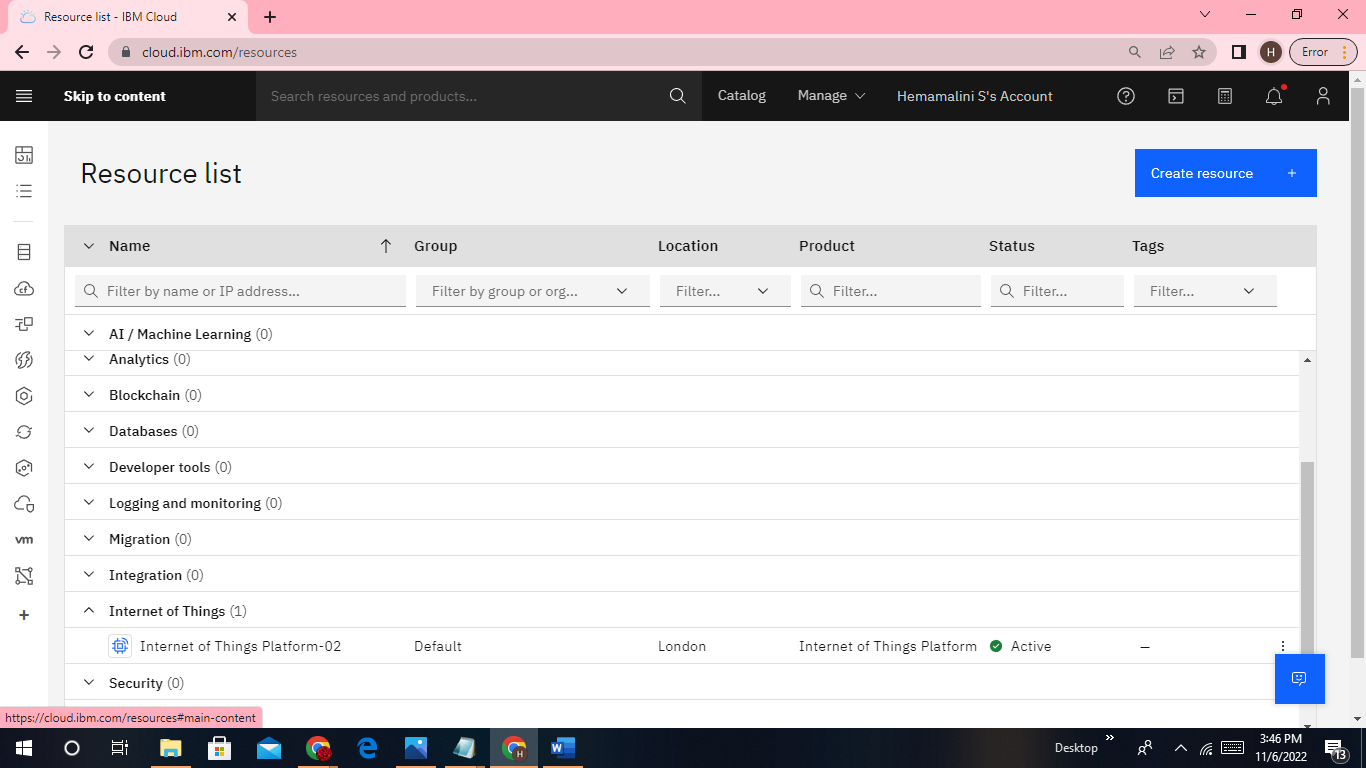 Resource list - IBM Cloud
cloud.ibm.com/resources
H
Error
Skip to content
Search resources and products...
Catalog
Manage
Hemamalini S's Account
Resource list
Create resource +
Name
Group
Location
Product
Status
Tags
Filter by name or IP address...
Filter by group or org...
Filter...
Filter...
Filter...
Filter...
AI / Machine Learning (0)
Analytics (0)
Blockchain (0)
Databases (0)
Developer tools (0)
Logging and monitoring (0)
Migration (0)
Integration (0)
Internet of Things (1)
Internet of Things Platform-02
Default
London
Internet of Things Platform
Active
—
Security (0)
cf
vm
https://cloud.ibm.com/resources#main-content
H
W
Desktop
3:46 PM
11/6/2022
13